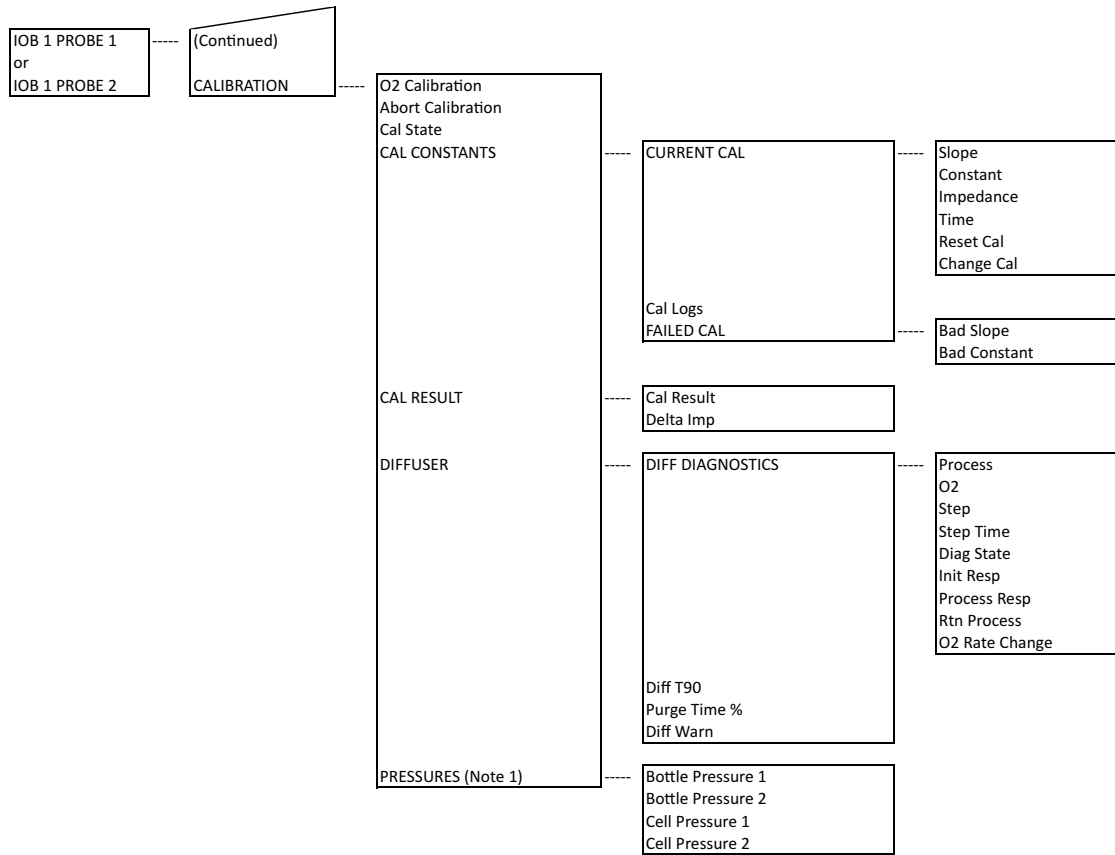 IOB 1 PROBE 1
or
IOB 1 PROBE 2
(Continued)
CALIBRATION
O2 Calibration
Abort Calibration
Cal State
CAL CONSTANTS
CURRENT CAL
Slope
Constant
Impedance
Time
Reset Cal
Change Cal
Cal Logs
FAILED CAL
Bad Slope
Bad Constant
CAL RESULT
Cal Result
Delta Imp
DIFFUSER
DIFF DIAGNOSTICS
Process
O2
Step
Step Time
Diag State
Init Resp
Process Resp
Rtn Process
O2 Rate Change
Diff T90
Purge Time %
Diff Warn
PRESSURES (Note 1)
Bottle Pressure 1
Bottle Pressure 2
Cell Pressure 1
Cell Pressure 2